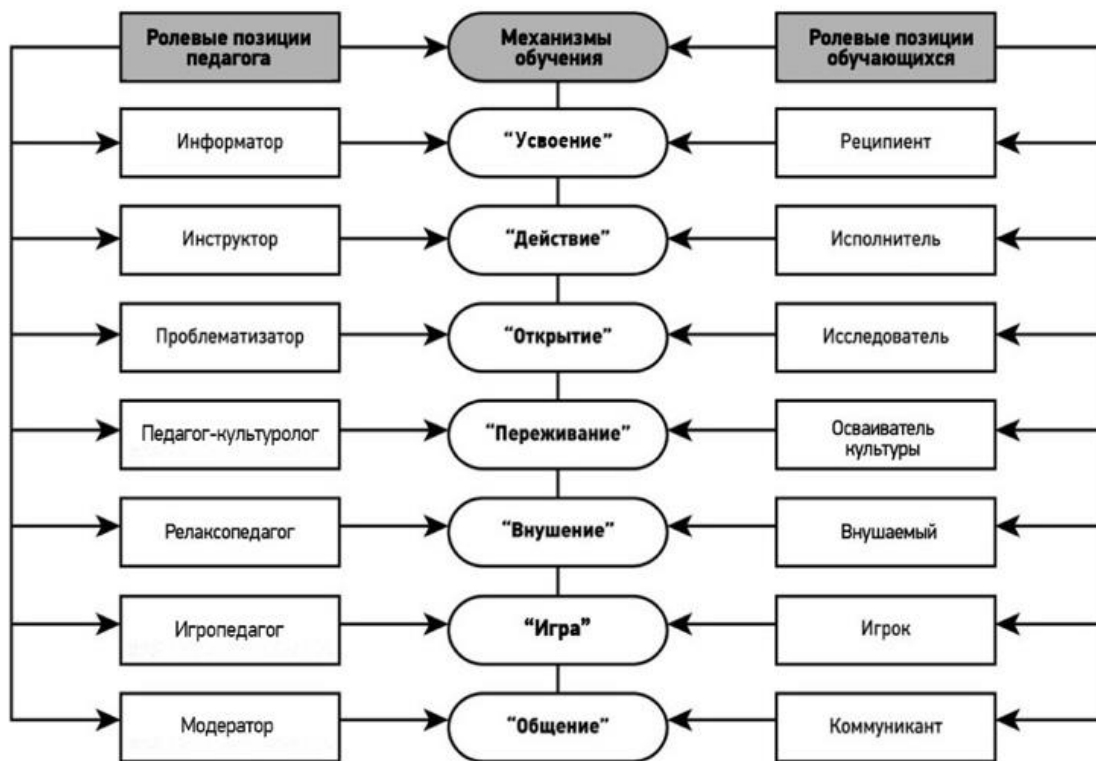 Ролевые позиции
педагога
Механизмы
обучения
Ролевые позиции
обучающихся
Информатор
“Усвоение”
Реципиент
Инструктор
“Действие”
Исполнитель
Проблематизатор
“Открытие”
Исследователь
Педагог-культуролог
“Переживание”
Осваиватель
культуры
Релаксопедагог
“Внушение”
Внушаемый
Игропедагог
“Игра”
Игрок
Модератор
“Общение”
Коммуникант